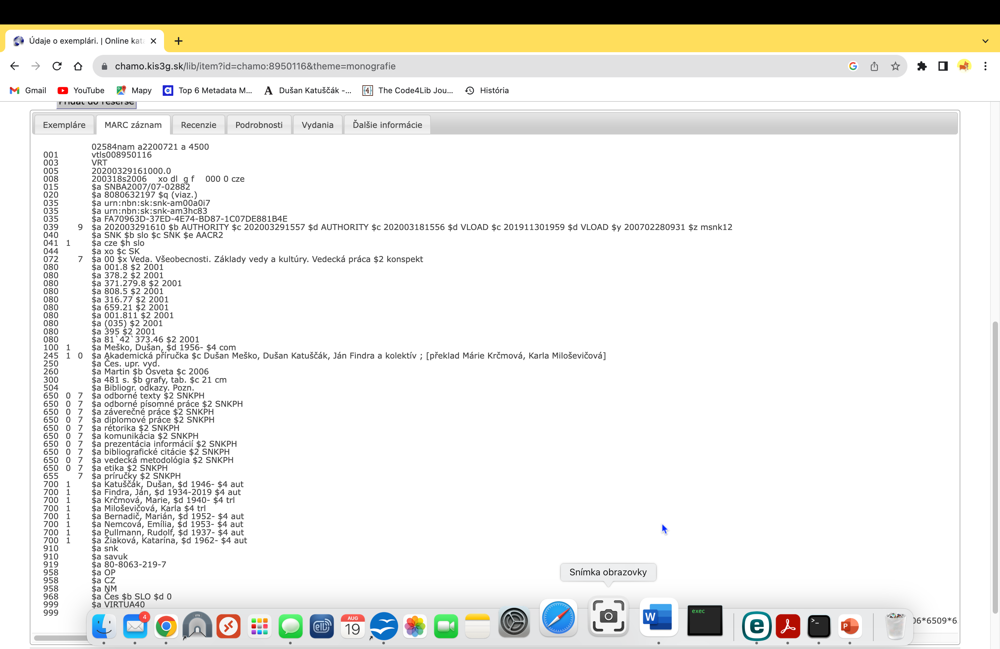 Údaje o exemplári. | Online kata
chamo.kis3g.sk/lib/item?id=chamo:8950116&theme=monografie
Gmail YouTube Mapy Top 6 Metadata M... Dušan Katuščák -... The Code4Lib Jou... História
Pridať do rešerše
Exempláre MARC záznam Recenzie Podrobnosti Vydania Ďalšie informácie
02584nam a2200721 a 4500
001 vtls008950116
003 VRT
005 20200329161000.0
008 200318s2006 xo dl g f 000 0 cze
015 $a SNBA2007/07-02882
020 $a 8080632197 $q (viaz.)
035 $a urn:nbn:sk:snk-am00a0i7
035 $a urn:nbn:sk:snk-am3hc83
035 $a FA70963D-37ED-4E74-BD87-1C07DE881B4E
039 9 $a 202003291610 $b AUTHORITY $c 202003291557 $d AUTHORITY $c 202003181556 $d VLOAD $c 201911301959 $d VLOAD $y 200702280931 $z msnk12
040 $a SNK $b slo $c SNK $e AACR2
041 1 $a cze $h slo
044 $a xo $c SK
072 7 $a 00 $x Veda. Všeobecnosti. Základy vedy a kultúry. Vedecká práca $2 konspekt
080 $a 001.8 $2 2001
080 $a 378.2 $2 2001
080 $a 371.279.8 $2 2001
080 $a 808.5 $2 2001
080 $a 316.77 $2 2001
080 $a 659.21 $2 2001
080 $a 001.811 $2 2001
080 $a (035) $2 2001
080 $a 395 $2 2001
080 $a 81`42`373.46 $2 2001
100 1 $a Meško, Dušan, $d 1956- $4 com
245 1 0 $a Akademická příručka $c Dušan Meško, Dušan Katuščák, Ján Findra a kolektív ; [překlad Márie Krčmová, Karla Miloševičová]
250 $a Čes. upr. vyd.
260 $a Martin $b Osveta $c 2006
300 $a 481 s. $b grafy, tab. $c 21 cm
504 $a Bibliogr. odkazy. Pozn.
650 0 7 $a odborné texty $2 SNKPH
650 0 7 $a odborné písomné práce $2 SNKPH
650 0 7 $a záverečné práce $2 SNKPH
650 0 7 $a diplomové práce $2 SNKPH
650 0 7 $a rétorika $2 SNKPH
650 0 7 $a komunikácia $2 SNKPH
650 0 7 $a prezentácia informácií $2 SNKPH
650 0 7 $a bibliografické citácie $2 SNKPH
650 0 7 $a vedecká metodológia $2 SNKPH
650 0 7 $a etika $2 SNKPH
655 7 $a príručky $2 SNKPH
700 1 $a Katuščák, Dušan, $d 1946- $4 aut
700 1 $a Findra, Ján, $d 1934-2019 $4 aut
700 1 $a Krčmová, Marie, $d 1940- $4 trl
700 1 $a Miloševičová, Karla $4 trl
700 1 $a Bernadič, Marián, $d 1952- $4 aut
700 1 $a Nemcová, Emília, $d 1953- $4 aut
700 1 $a Pullmann, Rudolf, $d 1937- $4 aut
700 1 $a Žiaková, Katarína, $d 1962- $4 aut
910 $a snk
910 $a savuk
919 $a 80-8063-219-7
958 $a OP
958 $a CZ
958 $a NM
968 $a Čes $b SLO $d 0
999 $a VIRTUA40
999
06*6509*6
Snímka obrazovky
4
VPN
eID
AUG
19
W
exec
e
>_
P